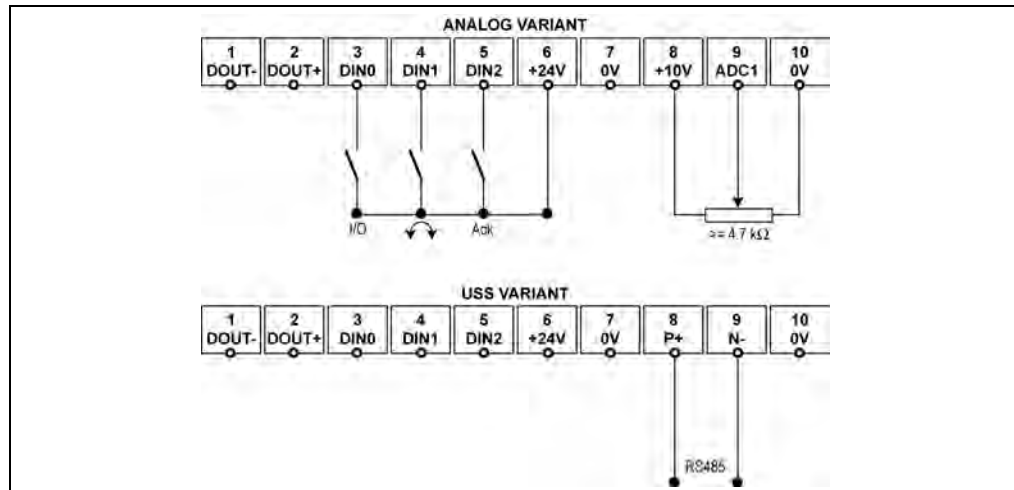 ANALOG VARIANT
1 2 3 4 5 6 7 8 9 10
DOUT- DOUT+ DIN0 DIN1 DIN2 +24V 0V +10V ADC1 0V
I/O Ack >= 4.7 kΩ
USS VARIANT
1 2 3 4 5 6 7 8 9 10
DOUT- DOUT+ DIN0 DIN1 DIN2 +24V 0V P+ N- 0V
RS485